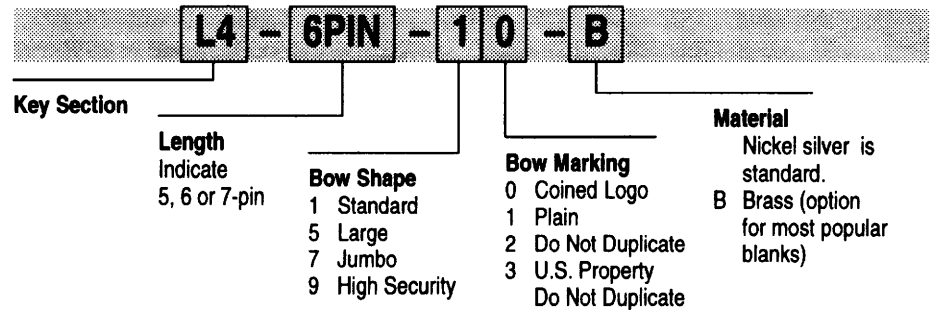 L4 – 6PIN – 1 0 – B
Key Section
Length
Indicate
5, 6 or 7-pin
Bow Shape
1 Standard
5 Large
7 Jumbo
9 High Security
Bow Marking
0 Coined Logo
1 Plain
2 Do Not Duplicate
3 U.S. Property
Do Not Duplicate
Material
Nickel silver is
standard.
B Brass (option
for most popular
blanks)